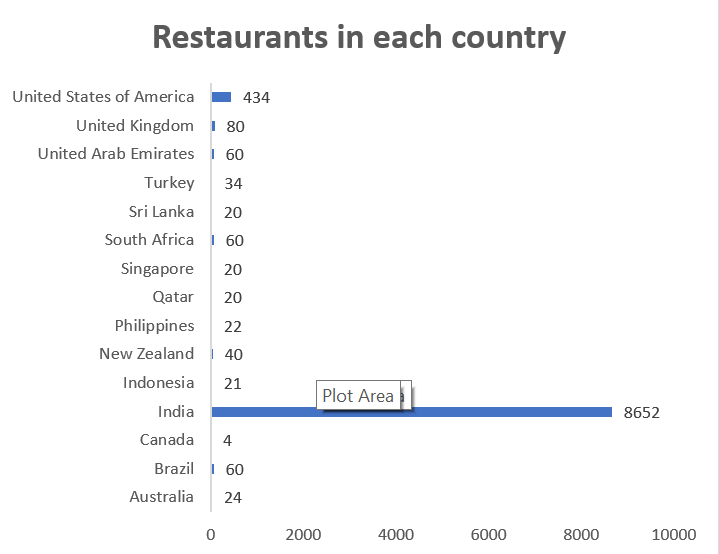 Restaurants in each country
United States of America 434
United Kingdom 80
United Arab Emirates 60
Turkey 34
Sri Lanka 20
South Africa 60
Singapore 20
Qatar 20
Philippines 22
New Zealand 40
Indonesia 21
Plot Area
India 8652
Canada 4
Brazil 60
Australia 24
0 2000 4000 6000 8000 10000